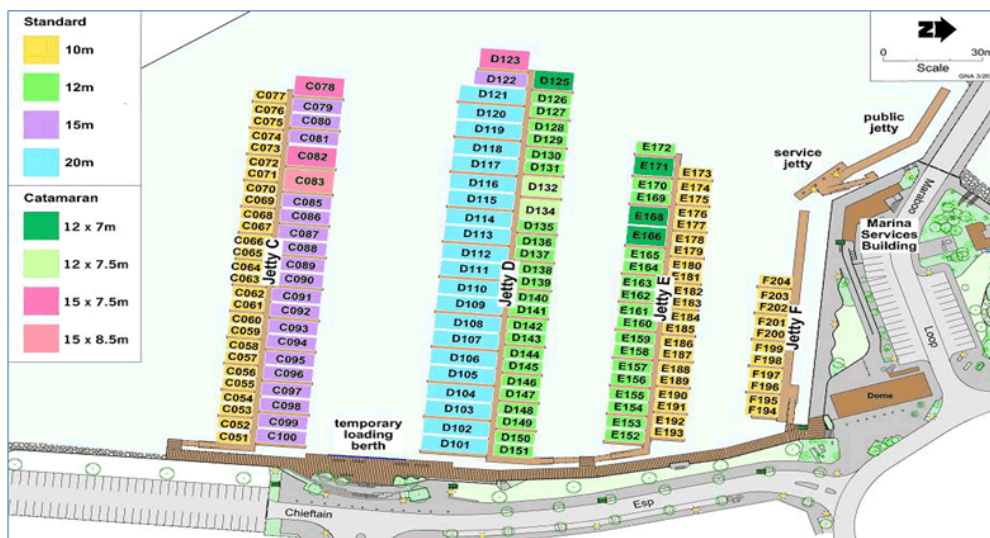 Standard
10m
12m
15m
20m
Catamaran
12 x 7m
12 x 7.5m
15 x 7.5m
15 x 8.5m
N
0 30m
Scale
C077
C076
C075
C074
C073
C072
C071
C070
C069
C068
C067
C066
C065
C064
C063
C062
C061
C060
C059
C058
C057
C056
C055
C054
C053
C052
C051
Jetty C
C078
C079
C080
C081
C082
C083
C085
C086
C087
C088
C089
C090
C091
C092
C093
C094
C095
C096
C097
C098
C099
C100
temporary
loading
berth
D123
D122
D121
D120
D119
D118
D117
D116
D115
D114
D113
D112
D111
D110
D109
D108
D107
D106
D105
D104
D103
D102
D101
Jetty D
D125
D126
D127
D128
D129
D130
D131
D132
D134
D135
D136
D137
D138
D139
D140
D141
D142
D143
D144
D145
D146
D147
D148
D149
D150
D151
E172
E171
E170
E169
E168
E166
E165
E164
E163
E162
E161
E160
E159
E158
E157
E156
E155
E154
E153
E152
Jetty E
E173
E174
E175
E176
E177
E178
E179
E180
E181
E182
E183
E184
E185
E186
E187
E188
E189
E190
E191
E192
E193
F204
F203
F202
F201
F200
F199
F198
F197
F196
F195
F194
Jetty F
public
jetty
service
jetty
Marina
Services
Building
Maraboo
Loop
Dome
Chieftain
Esp